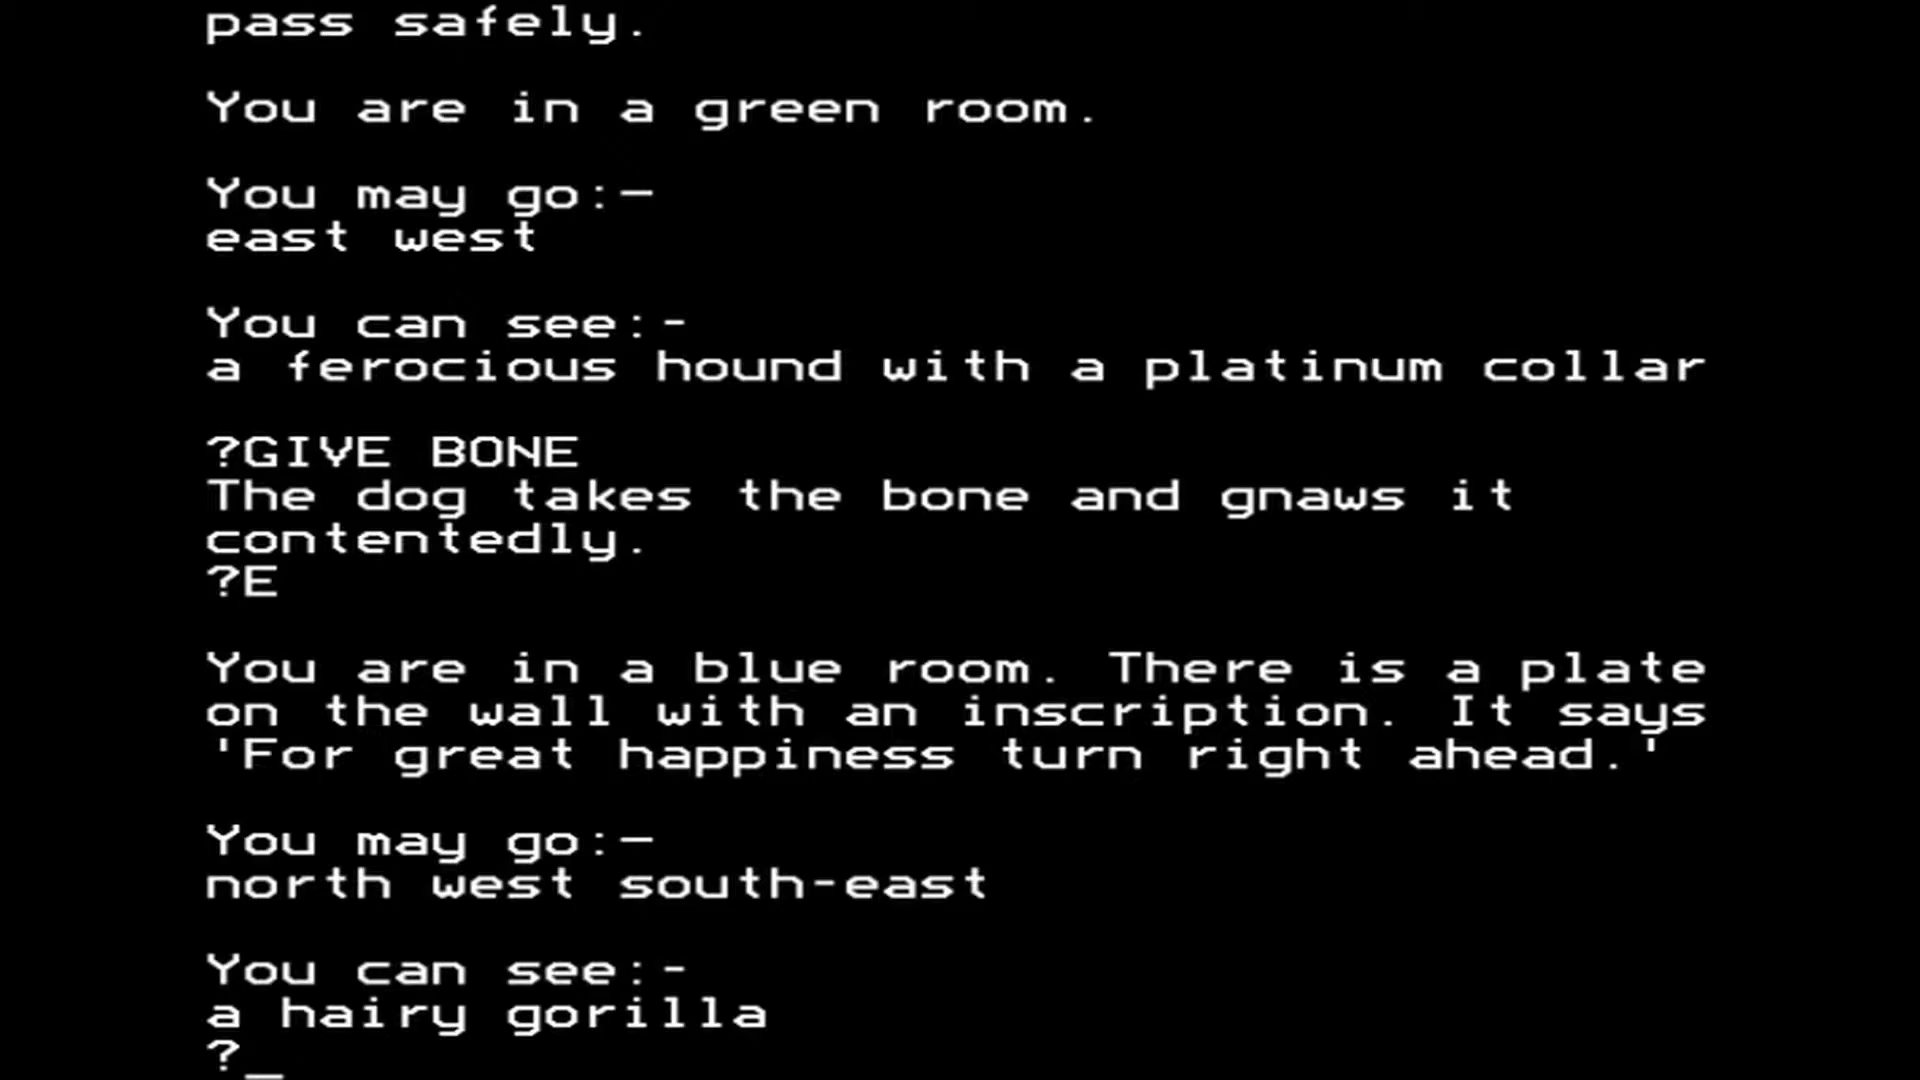 pass safely.
You are in a green room.
You may go:—
east west
You can see:-
a ferocious hound with a platinum collar
?GIVE BONE
The dog takes the bone and gnaws it
contentedly.
?E
You are in a blue room. There is a plate
on the wall with an inscription. It says
'For great happiness turn right ahead.'
You may go:—
north west south-east
You can see:-
a hairy gorilla
?_